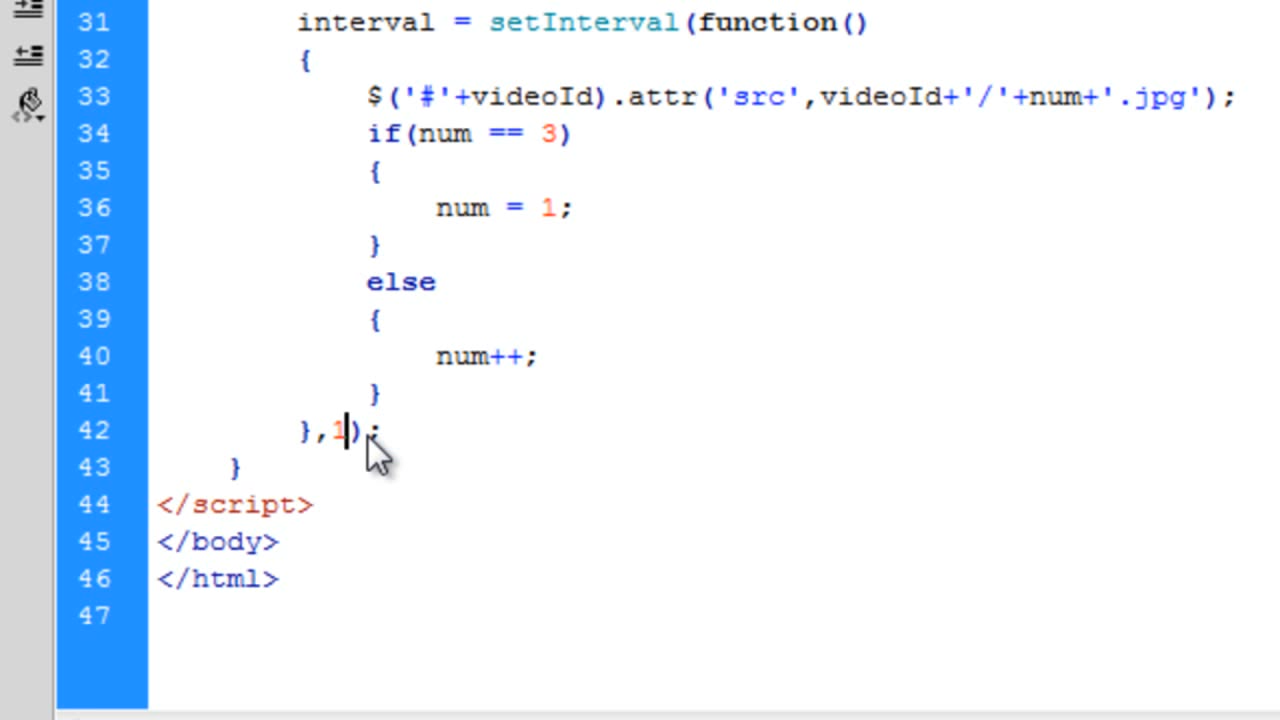 31 interval = setInterval(function()
32 {
33 $('#'+videoId).attr('src',videoId+'/'+num+'.jpg');
34 if(num == 3)
35 {
36 num = 1;
37 }
38 else
39 {
40 num++;
41 }
42 },1);
43 }
44 </script>
45 </body>
46 </html>
47